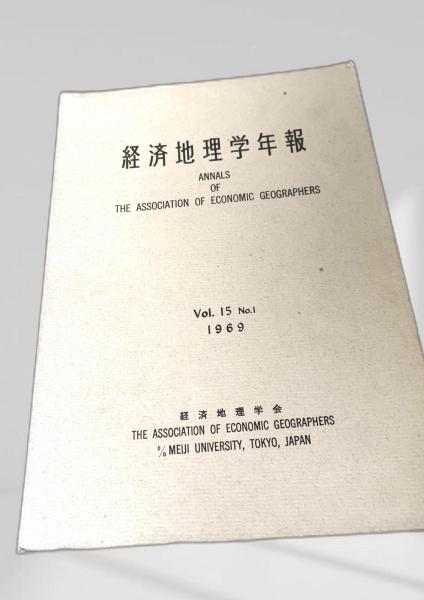 経済地理学年報
ANNALS
OF
THE ASSOCIATION OF ECONOMIC GEOGRAPHERS
Vol. 15 No.1
1969
経済地理学会
THE ASSOCIATION OF ECONOMIC GEOGRAPHERS
c/o MEIJI UNIVERSITY, TOKYO, JAPAN